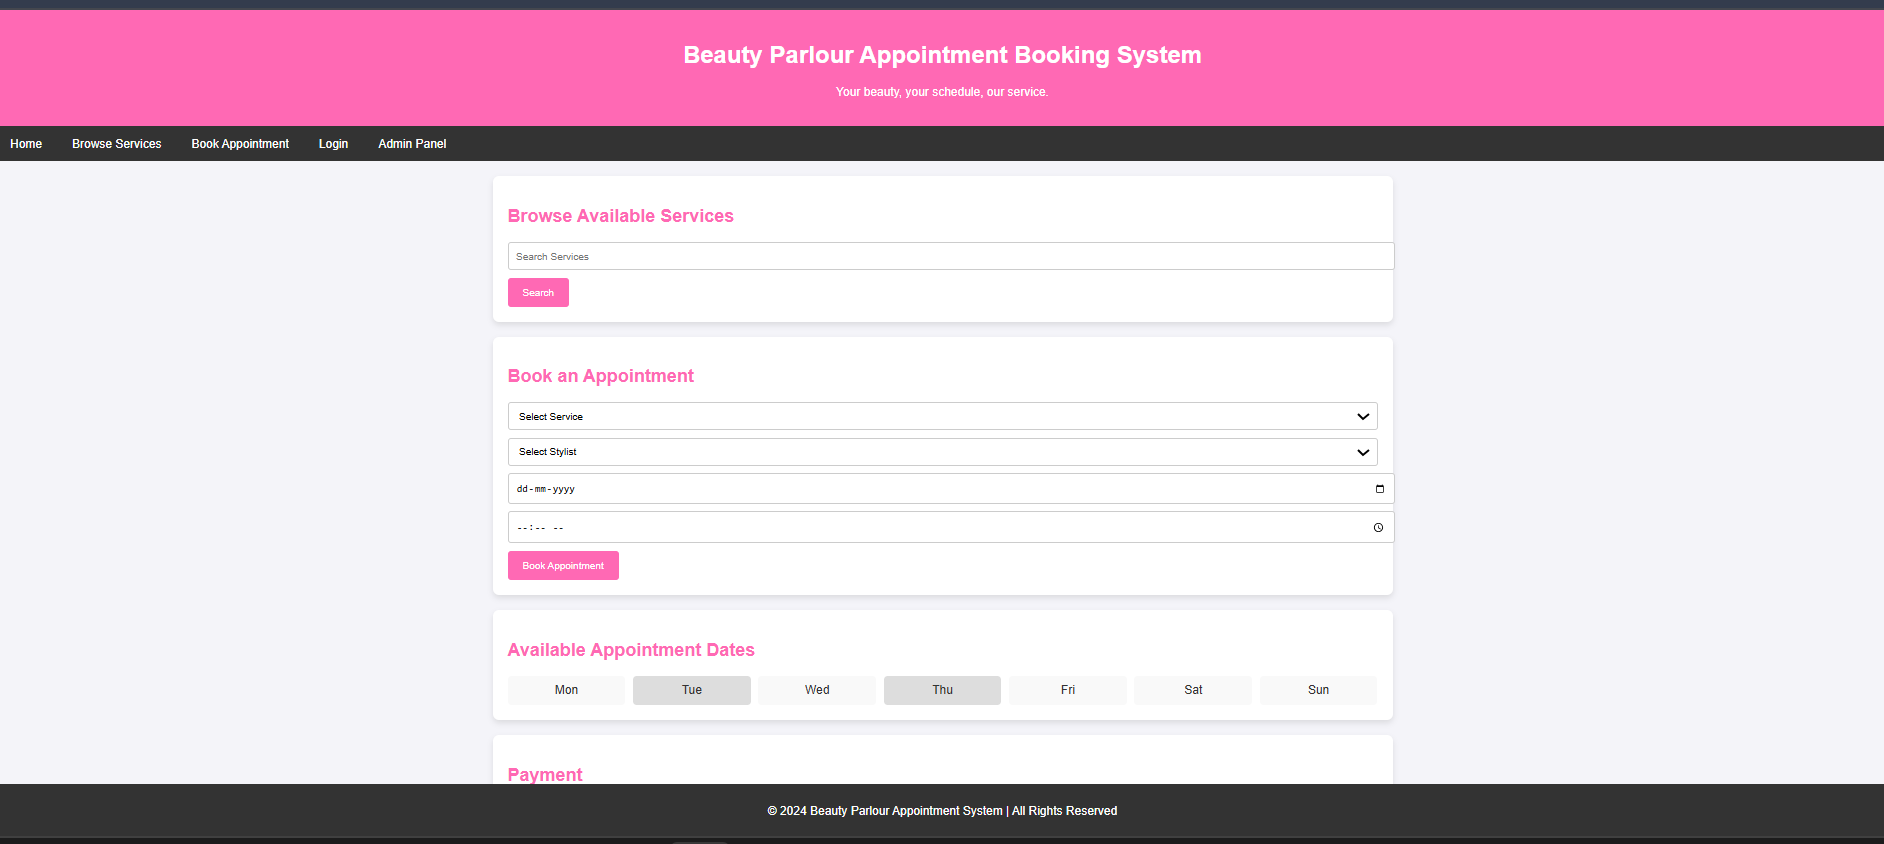 Beauty Parlour Appointment Booking System
Your beauty, your schedule, our service.
Home Browse Services Book Appointment Login Admin Panel
Browse Available Services
Search Services
Search
Book an Appointment
Select Service
Select Stylist
dd-mm-yyyy
--:-- --
Book Appointment
Available Appointment Dates
Mon Tue Wed Thu Fri Sat Sun
Payment
© 2024 Beauty Parlour Appointment System | All Rights Reserved